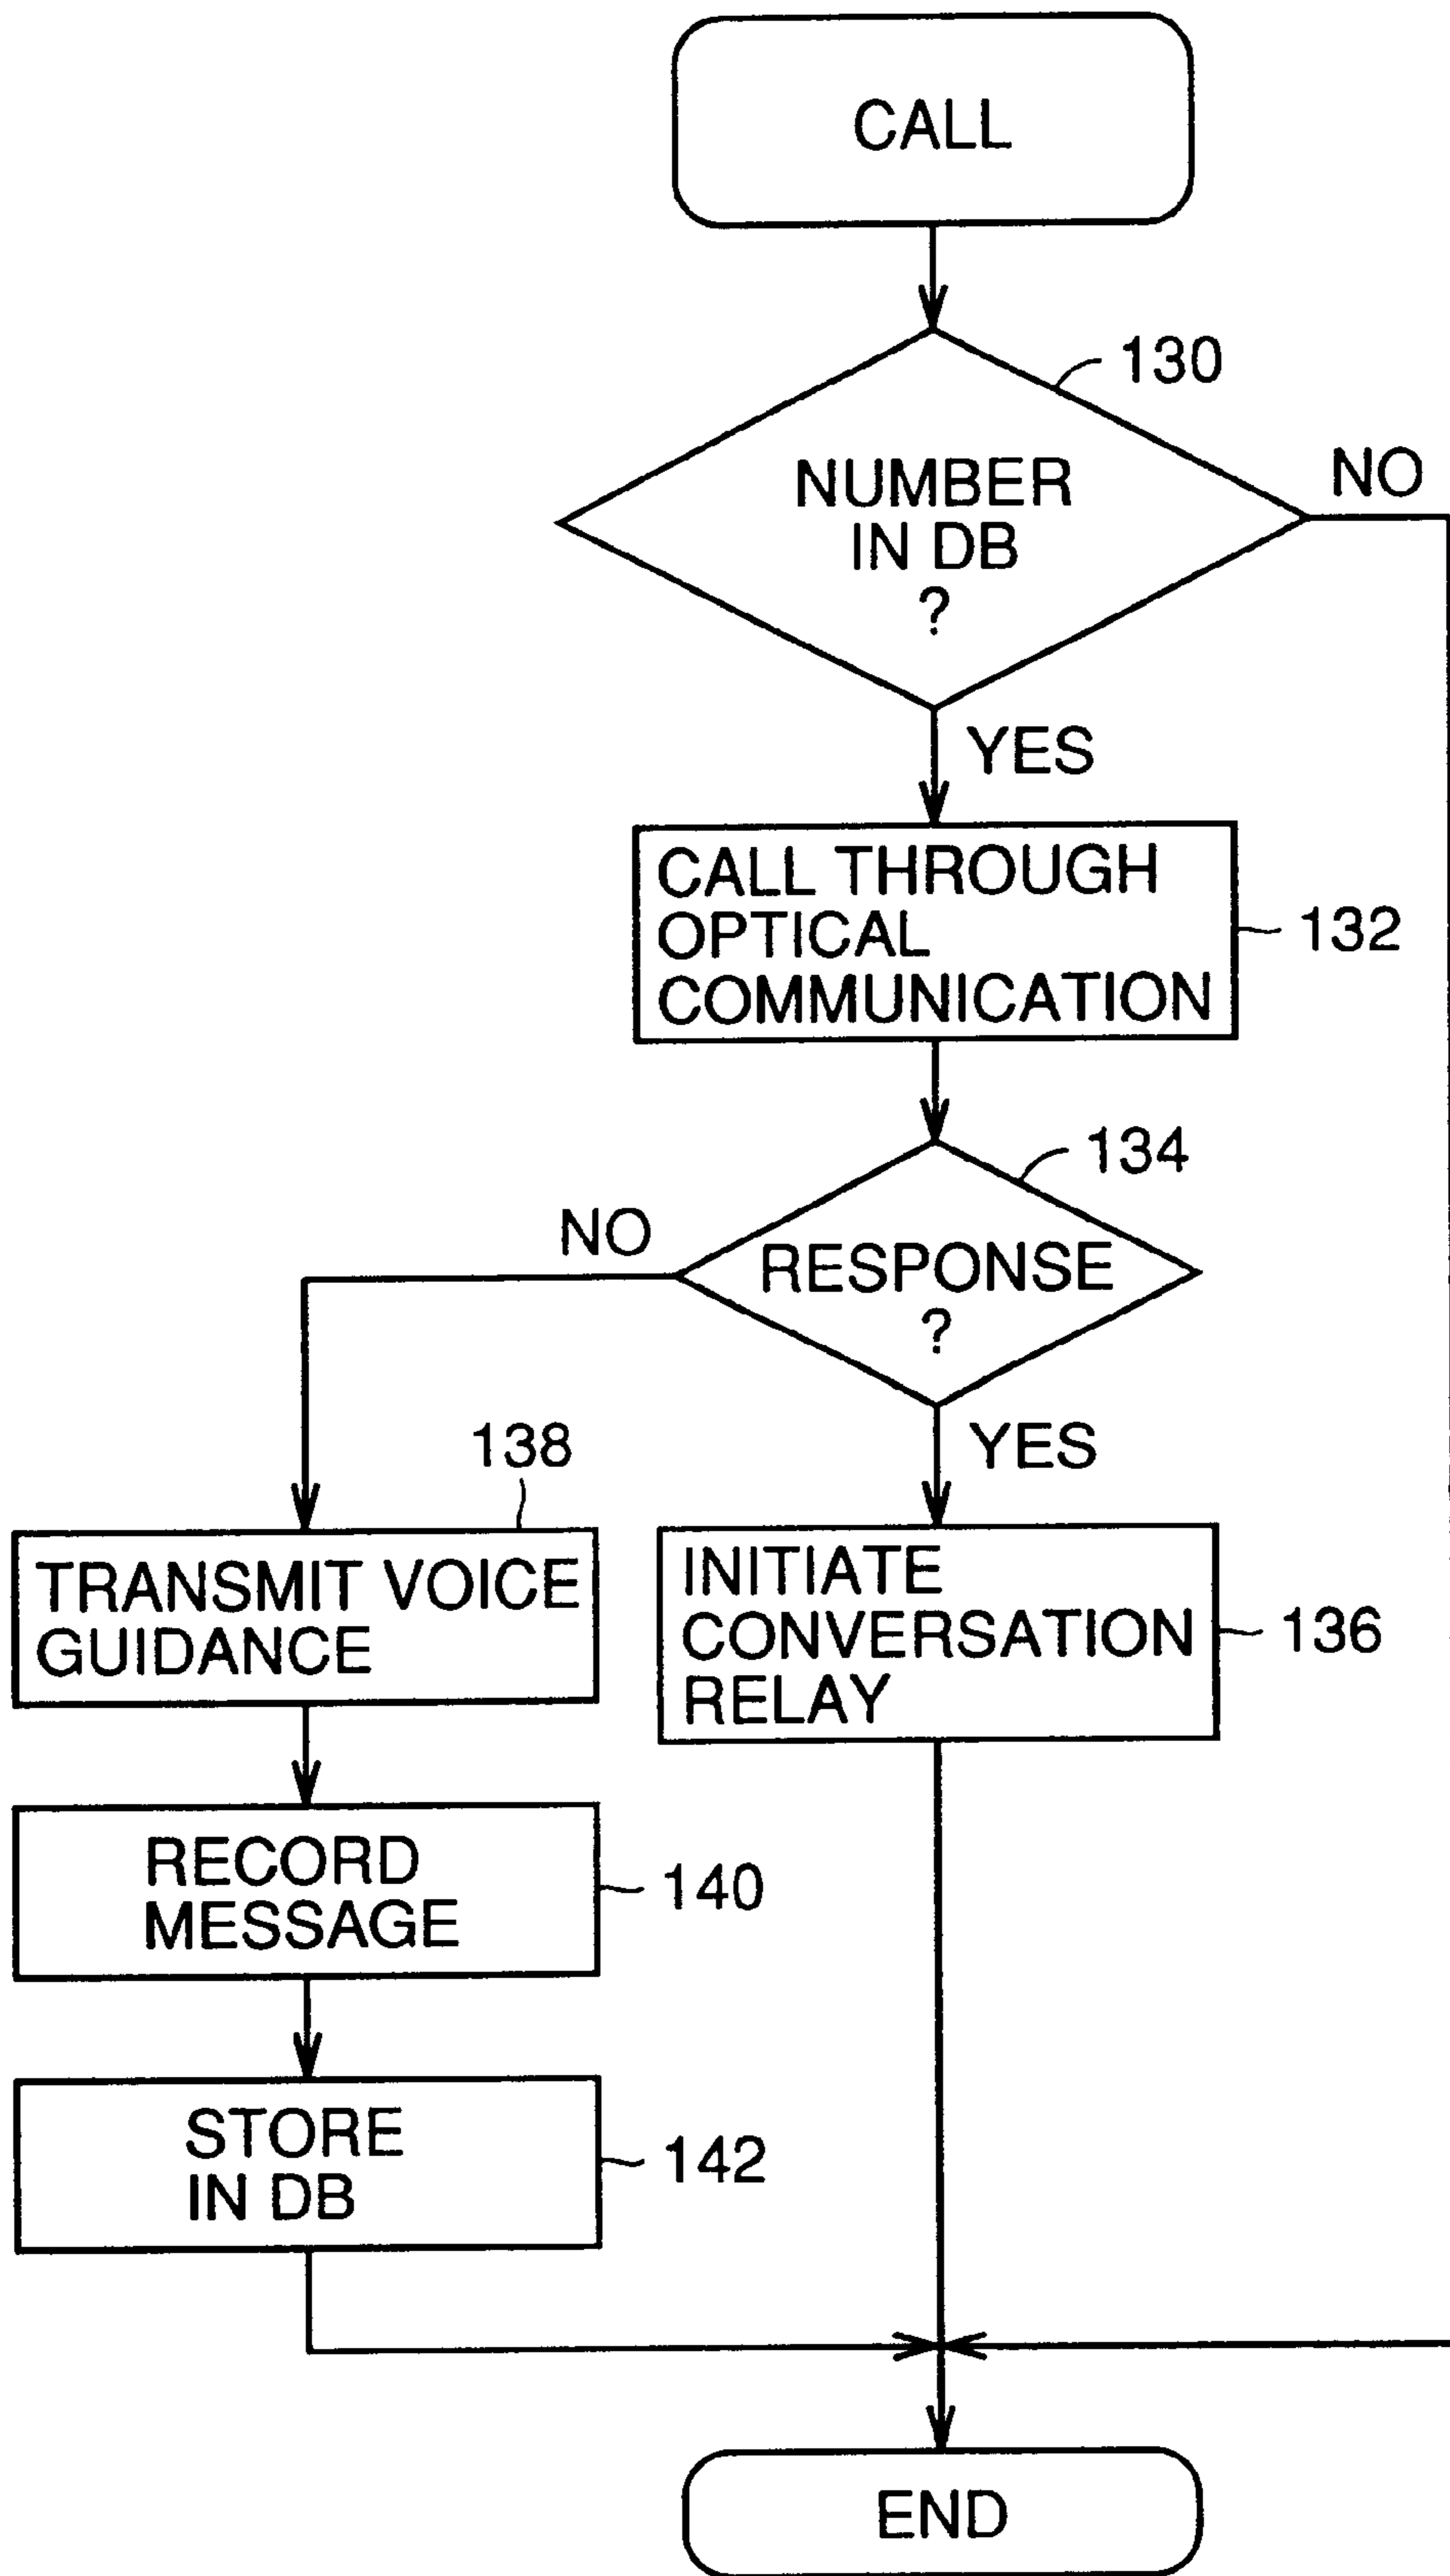 CALL
130
NUMBER
IN DB
?
NO
YES
CALL THROUGH
OPTICAL
COMMUNICATION
132
134
NO
RESPONSE
?
YES
138
TRANSMIT VOICE
GUIDANCE
INITIATE
CONVERSATION
RELAY
136
RECORD
MESSAGE
140
STORE
IN DB
142
END